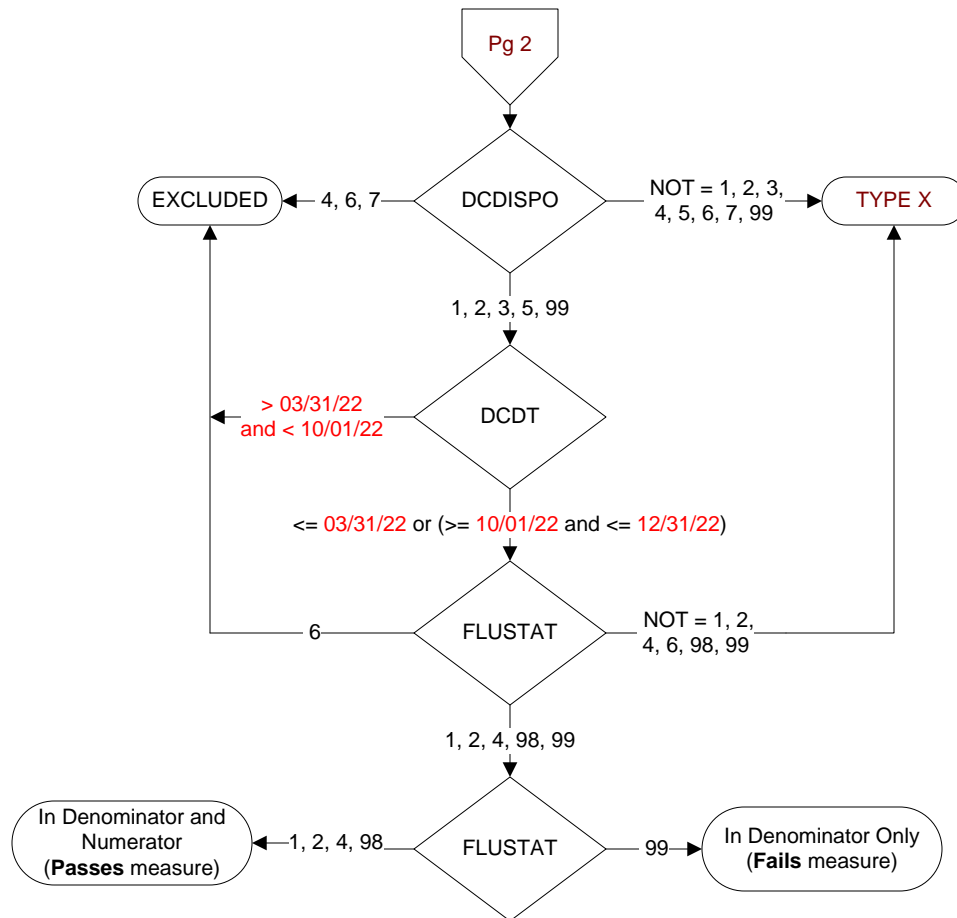 Pg 2
EXCLUDED
4, 6, 7
DCDISPO
NOT = 1, 2, 3,
4, 5, 6, 7, 99
TYPE X
1, 2, 3, 5, 99
> 03/31/22
and < 10/01/22
DCDT
<= 03/31/22 or (>= 10/01/22 and <= 12/31/22)
6
FLUSTAT
NOT = 1, 2,
4, 6, 98, 99
1, 2, 4, 98, 99
In Denominator and
Numerator
(Passes measure)
1, 2, 4, 98
FLUSTAT
99
In Denominator Only
(Fails measure)